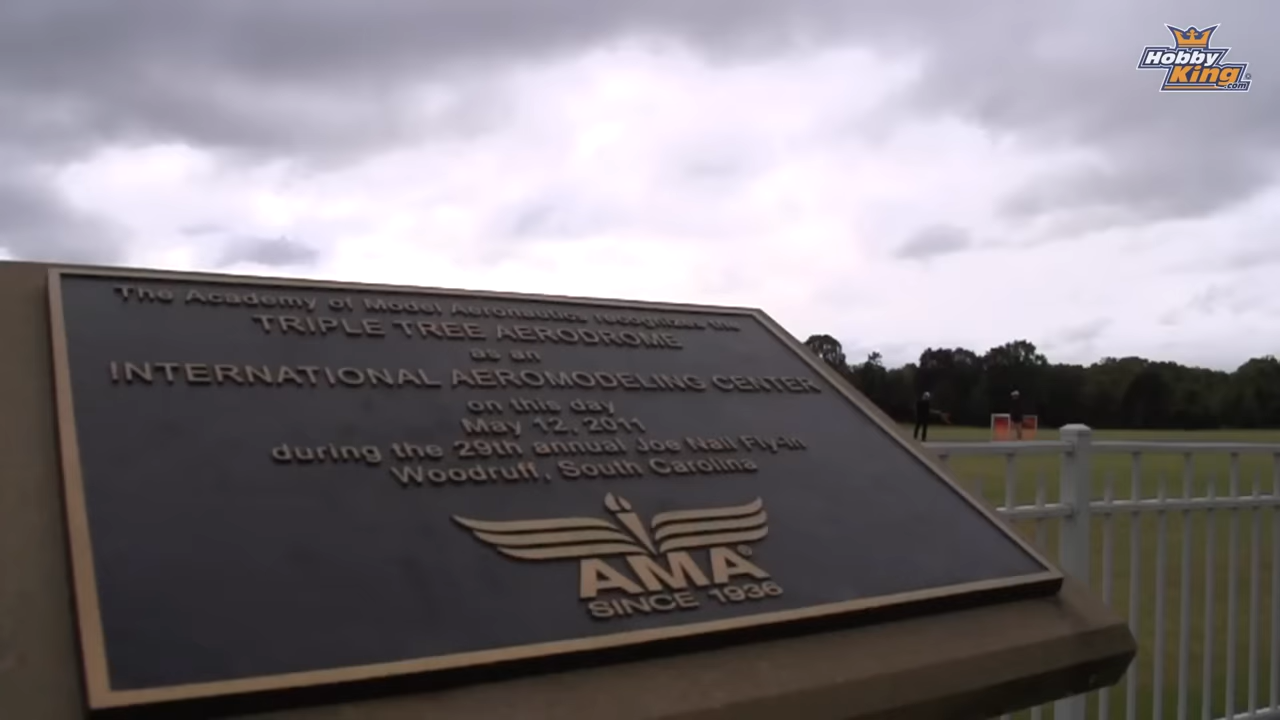 Hobby
King
.com
The Academy of Model Aeronautics recognizes the
TRIPLE TREE AERODROME
as an
INTERNATIONAL AEROMODELING CENTER
on this day
May 12, 2011
during the 29th annual Joe Nall Fly-In
Woodruff, South Carolina
AMA®
SINCE 1936